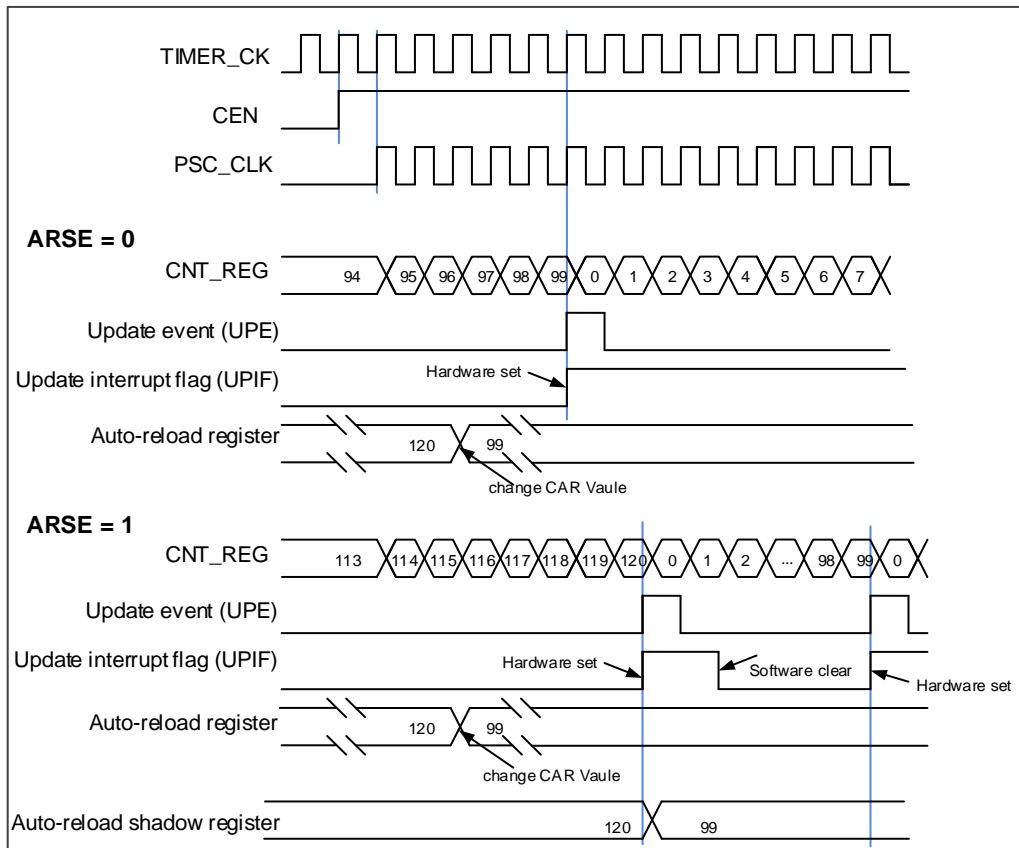 TIMER_CK
CEN
PSC_CLK
ARSE = 0
CNT_REG 94 95 96 97 98 99 0 1 2 3 4 5 6 7
Update event (UPE)
Update interrupt flag (UPIF) Hardware set
Auto-reload register 120 99
change CAR Vaule
ARSE = 1
CNT_REG 113 114 115 116 117 118 119 120 0 1 2 ... 98 99 0
Update event (UPE)
Update interrupt flag (UPIF) Hardware set Software clear Hardware set
Auto-reload register 120 99
change CAR Vaule
Auto-reload shadow register 120 99